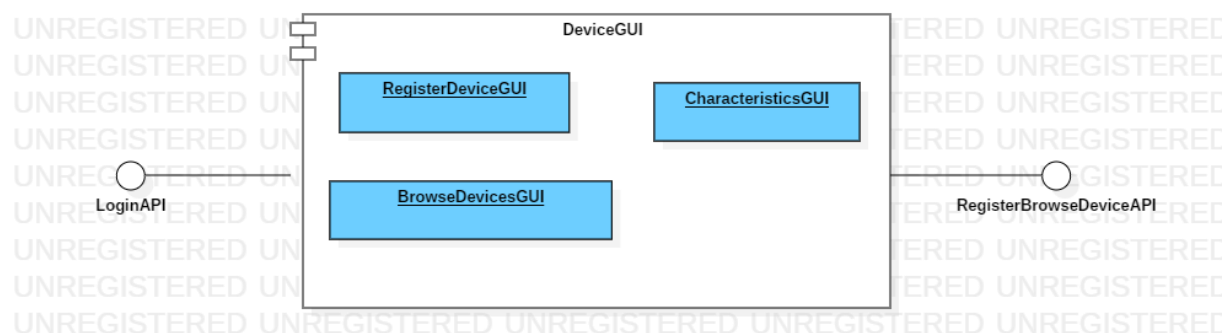 DeviceGUI
RegisterDeviceGUI
CharacteristicsGUI
BrowseDevicesGUI
LoginAPI
RegisterBrowseDeviceAPI
UNREGISTERED UNREGISTERED UNREGISTERED UNREGISTERED UNREGISTERED